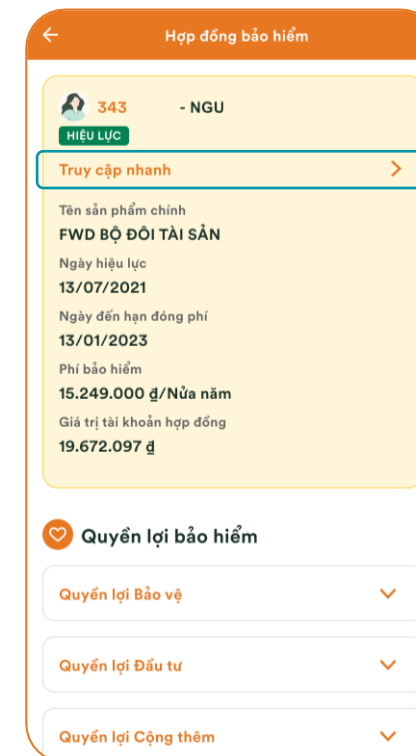 Hợp đồng bảo hiểm
343 - NGU
HIỆU LỰC
Truy cập nhanh
Tên sản phẩm chính
FWD BỘ ĐÔI TÀI SẢN
Ngày hiệu lực
13/07/2021
Ngày đến hạn đóng phí
13/01/2023
Phí bảo hiểm
15.249.000 ₫/Nửa năm
Giá trị tài khoản hợp đồng
19.672.097 ₫
Quyền lợi bảo hiểm
Quyền lợi Bảo vệ
Quyền lợi Đầu tư
Quyền lợi Cộng thêm